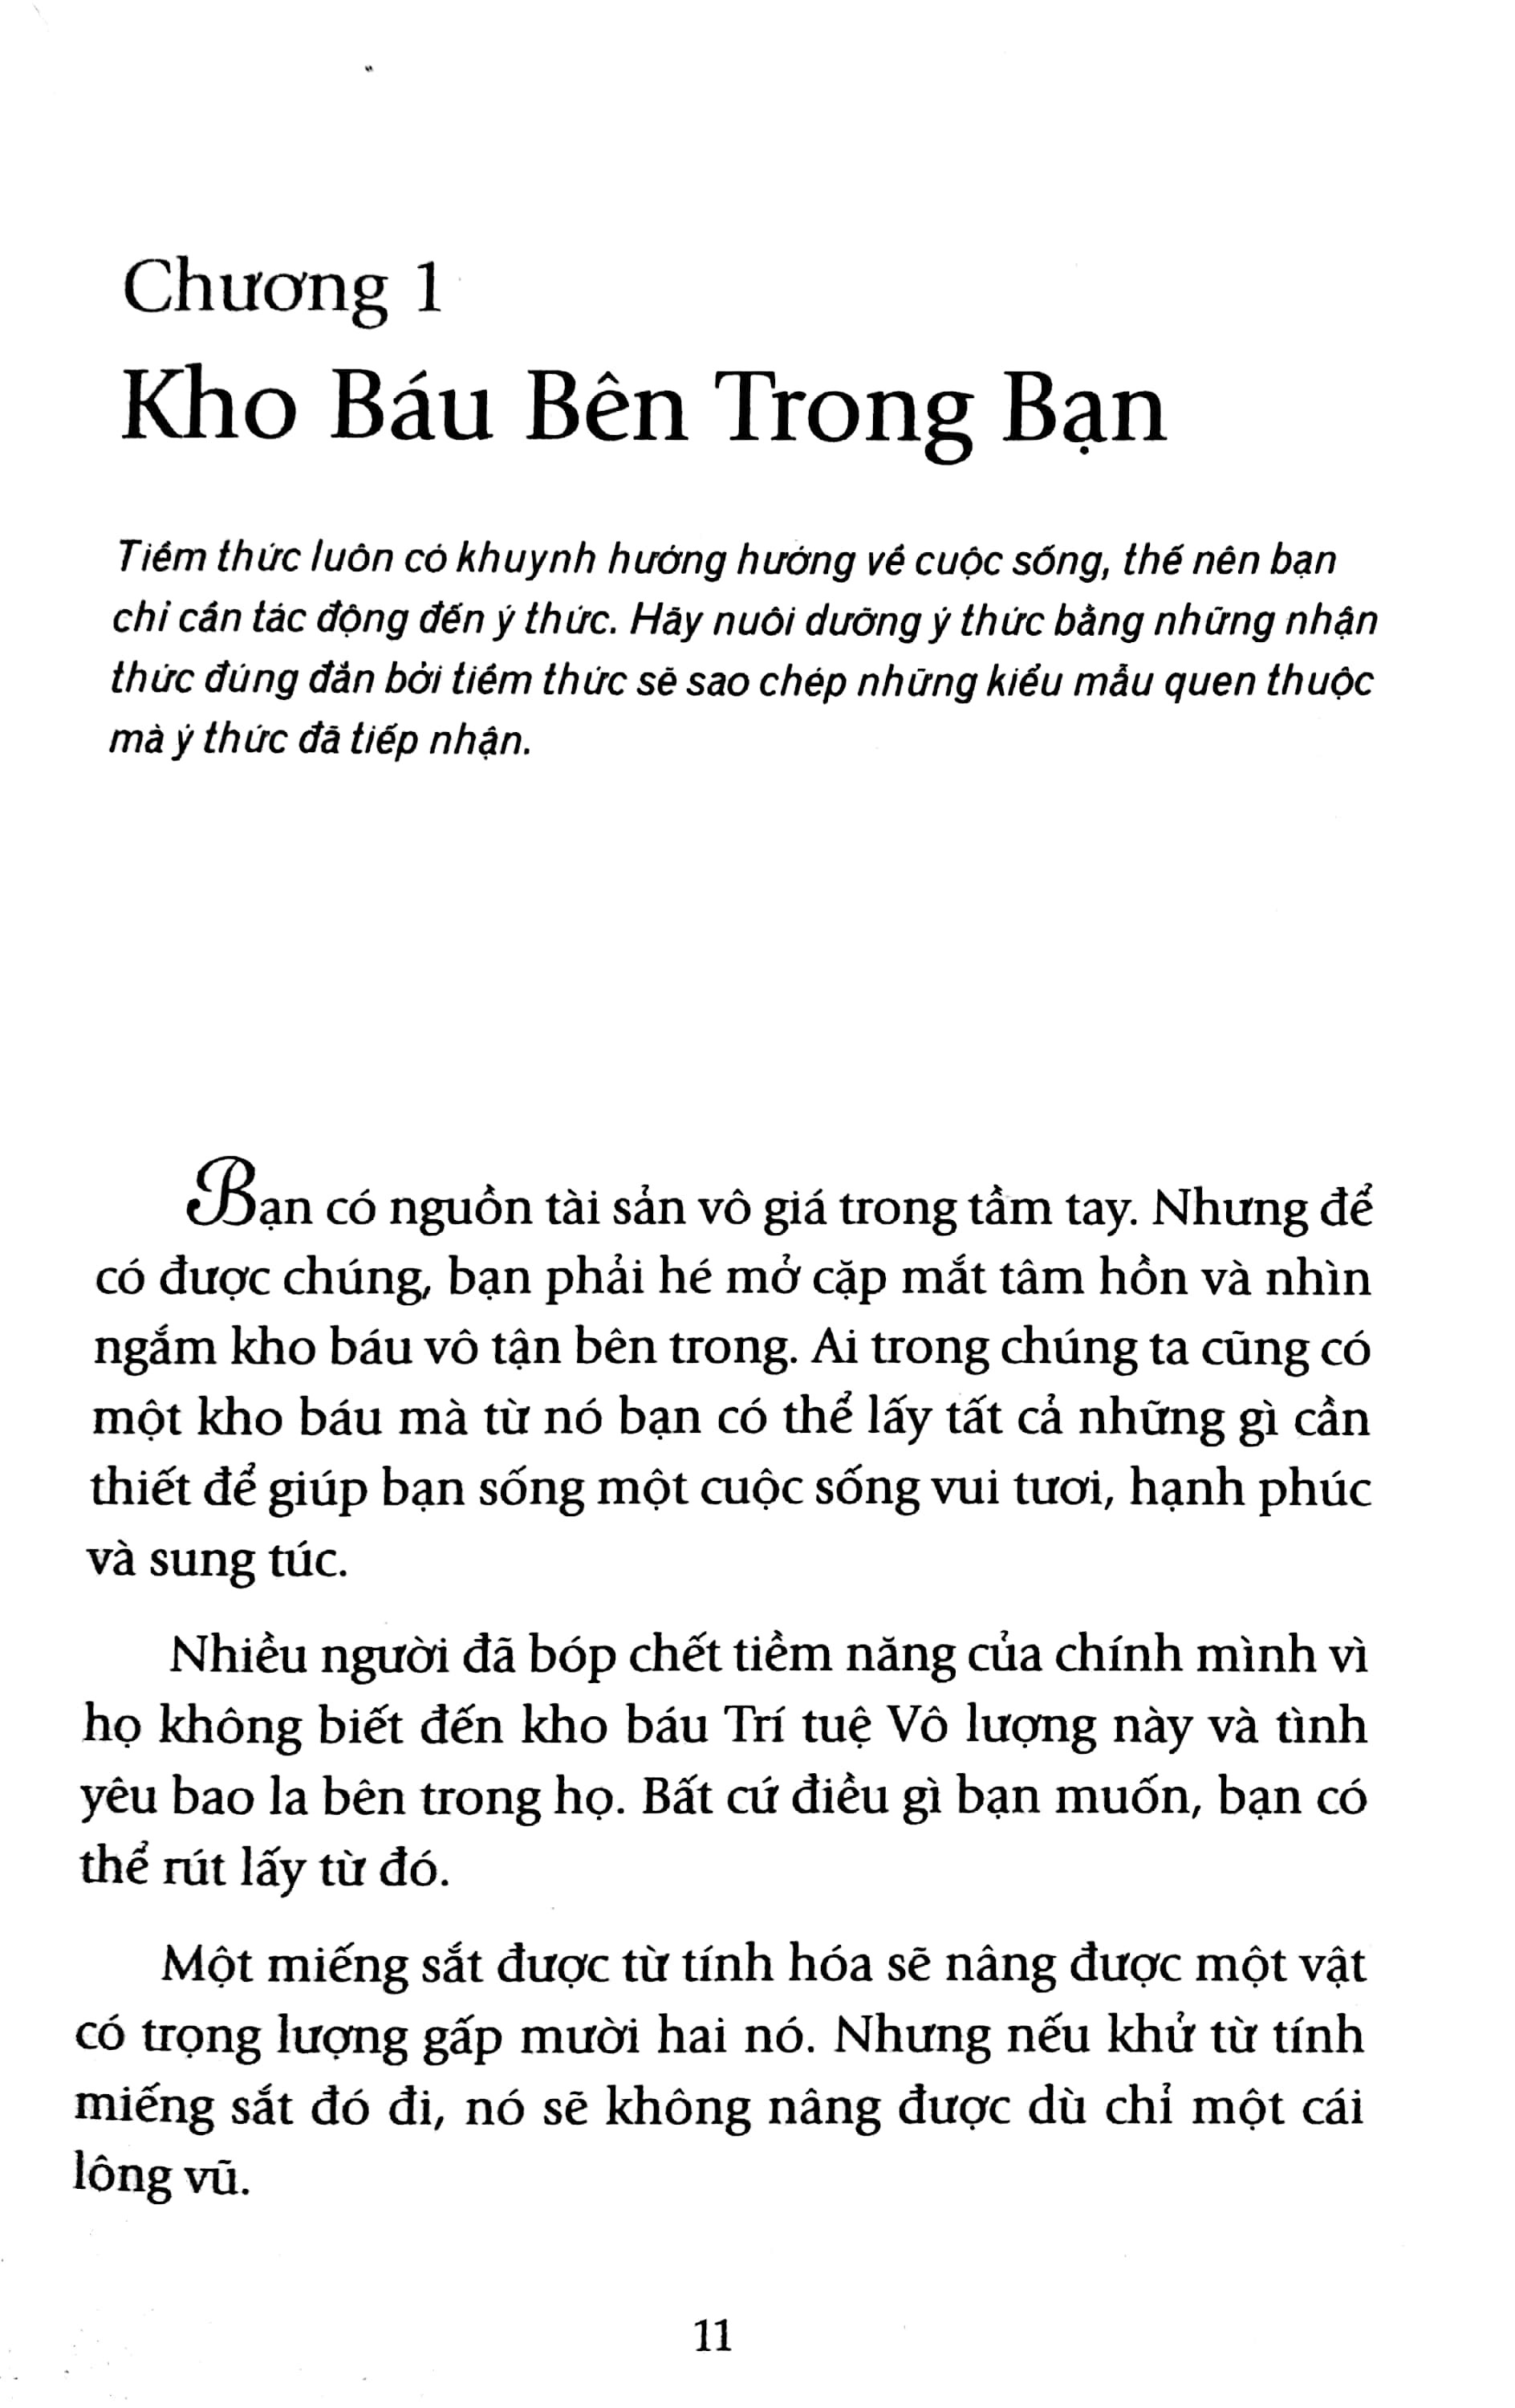 Chương 1
Kho Báu Bên Trong Bạn
Tiềm thức luôn có khuynh hướng hướng về cuộc sống, thế nên bạn
chỉ cần tác động đến ý thức. Hãy nuôi dưỡng ý thức bằng những nhận
thức đúng đắn bởi tiềm thức sẽ sao chép những kiểu mẫu quen thuộc
mà ý thức đã tiếp nhận.
Bạn có nguồn tài sản vô giá trong tầm tay. Nhưng để
có được chúng, bạn phải hé mở cặp mắt tâm hồn và nhìn
ngắm kho báu vô tận bên trong. Ai trong chúng ta cũng có
một kho báu mà từ nó bạn có thể lấy tất cả những gì cần
thiết để giúp bạn sống một cuộc sống vui tươi, hạnh phúc
và sung túc.
Nhiều người đã bóp chết tiềm năng của chính mình vì
họ không biết đến kho báu Trí tuệ Vô lượng này và tình
yêu bao la bên trong họ. Bất cứ điều gì bạn muốn, bạn có
thể rút lấy từ đó.
Một miếng sắt được từ tính hóa sẽ nâng được một vật
có trọng lượng gấp mười hai nó. Nhưng nếu khử từ tính
miếng sắt đó đi, nó sẽ không nâng được dù chỉ một cái
lông vũ.
11